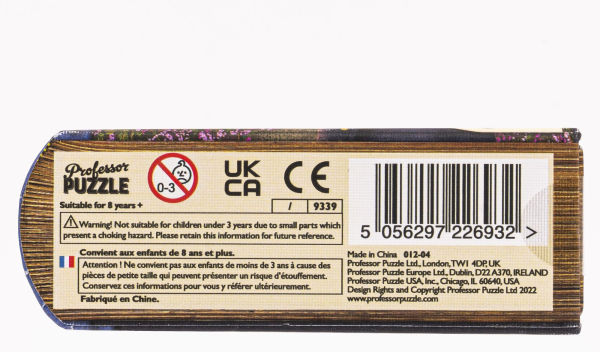 Professor
PUZZLE
0-3
UK
CA
CE
Suitable for 8 years +
/ 9339
Warning! Not suitable for children under 3 years due to small parts which
present a choking hazard. Please retain this information for future reference.
Convient aux enfants de 8 ans et plus.
Attention ! Ne convient pas aux enfants de moins de 3 ans à cause des
pièces de petite taille qui peuvent présenter un risque d'étouffement.
Conservez ces informations pour vous y référer ultérieurement.
Fabriqué en Chine.
5 056297 226932 >
Made in China 012-04
Professor Puzzle Ltd., London, TW1 4DP, UK
Professor Puzzle Europe Ltd., Dublin, D22 A370, IRELAND
Professor Puzzle USA, Inc., Chicago, IL 60640, USA
Design Rights and Copyright Professor Puzzle Ltd 2022
www.professorpuzzle.com